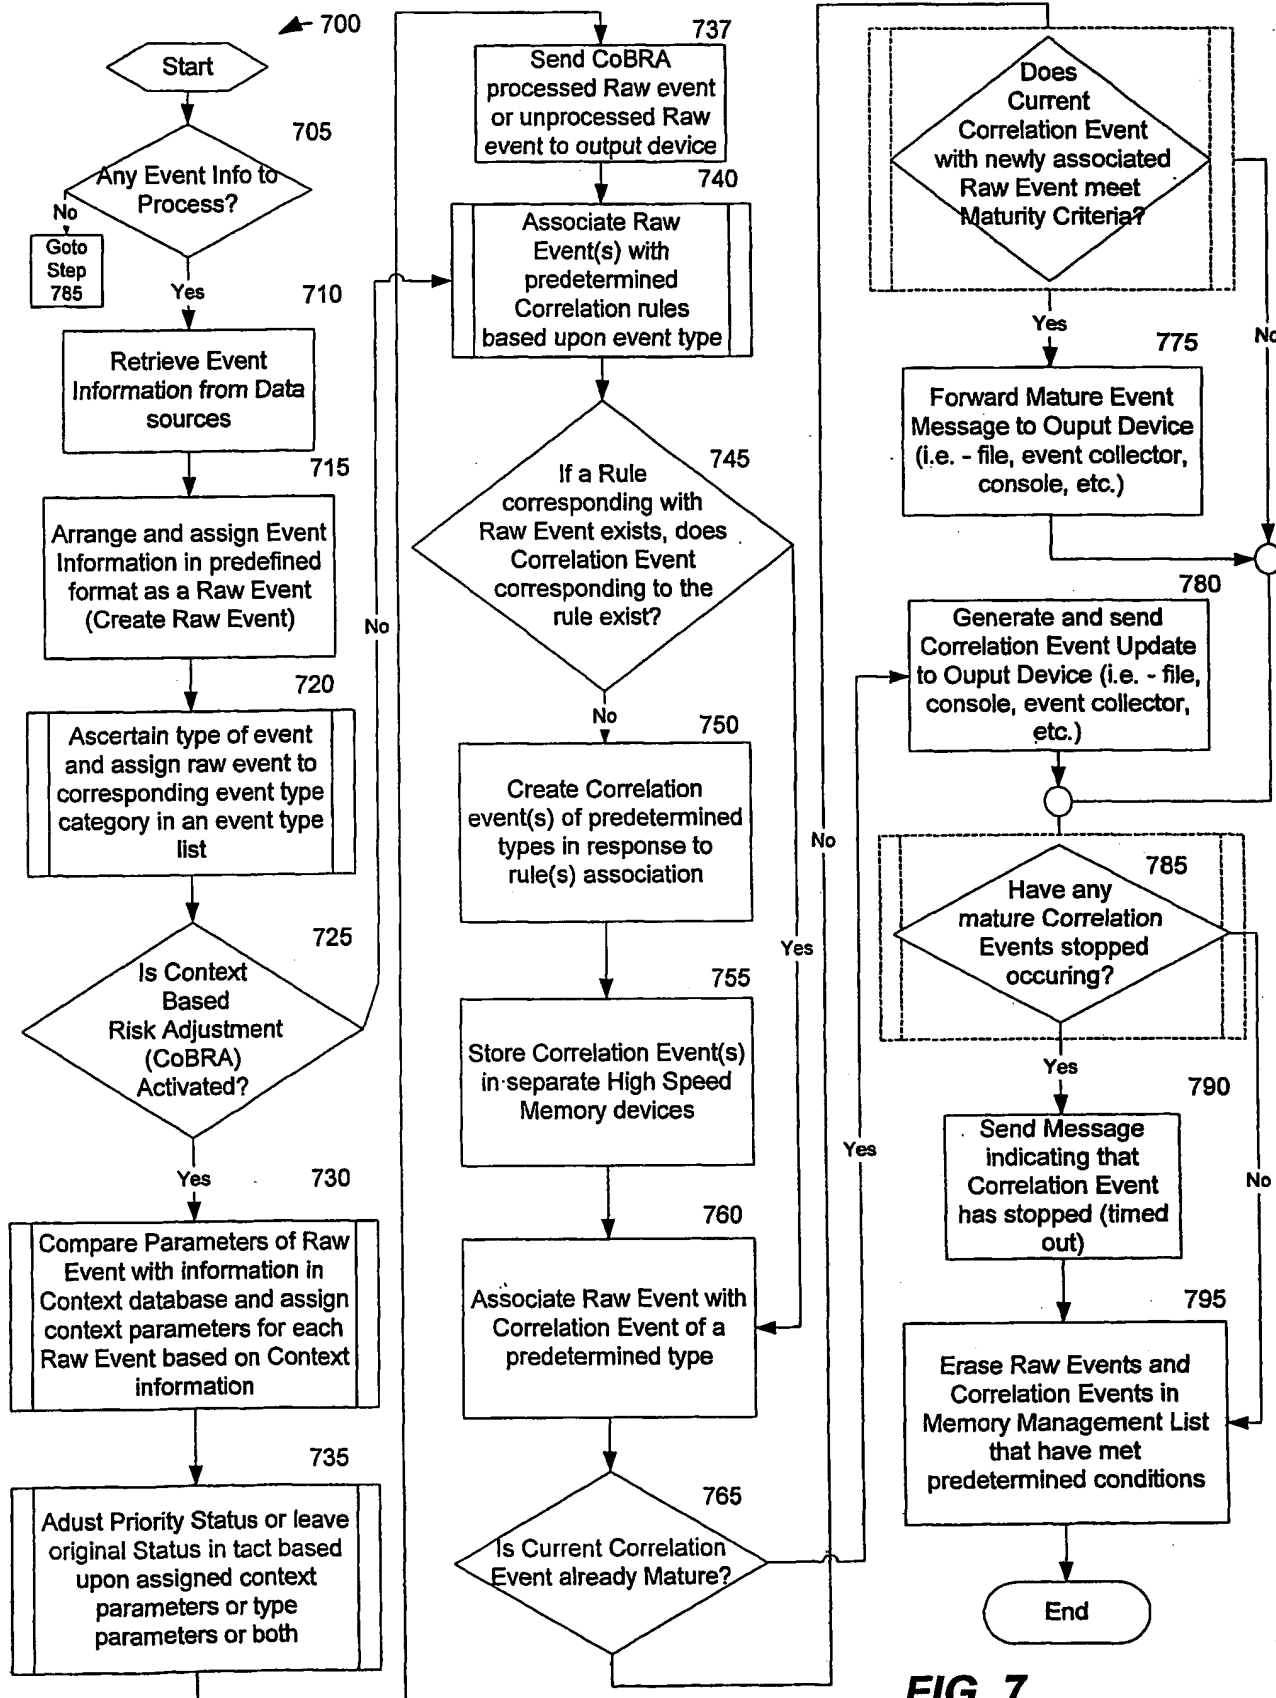 700
Start
705
Any Event Info to
Process?
No
Goto
Step
785
Yes
710
Retrieve Event
Information from Data
sources
715
Arrange and assign Event
Information in predefined
format as a Raw Event
(Create Raw Event)
No
720
Ascertain type of event
and assign raw event to
corresponding event type
category in an event type
list
725
Is Context
Based
Risk Adjustment
(CoBRA)
Activated?
Yes
730
Compare Parameters of Raw
Event with information in
Context database and assign
context parameters for each
Raw Event based on Context
information
735
Adust Priority Status or leave
original Status in tact based
upon assigned context
parameters or type
parameters or both
737
Send CoBRA
processed Raw event
or unprocessed Raw
event to output device
740
Associate Raw
Event(s) with
predetermined
Correlation rules
based upon event type
745
If a Rule
corresponding with
Raw Event exists, does
Correlation Event
corresponding to the
rule exist?
No
750
Create Correlation
event(s) of predetermined
types in response to
rule(s) association
Yes
755
Store Correlation Event(s)
in separate High Speed
Memory devices
760
Associate Raw Event with
Correlation Event of a
predetermined type
765
Is Current Correlation
Event already Mature?
No
Yes
Does
Current
Correlation Event
with newly associated
Raw Event meet
Maturity Criteria?
Yes
No
775
Forward Mature Event
Message to Ouput Device
(i.e. - file, event collector,
console, etc.)
780
Generate and send
Correlation Event Update
to Ouput Device (i.e. - file,
console, event collector,
etc.)
785
Have any
mature Correlation
Events stopped
occuring?
Yes
No
790
Send Message
indicating that
Correlation Event
has stopped (timed
out)
795
Erase Raw Events and
Correlation Events in
Memory Management List
that have met
predetermined conditions
End
FIG. 7